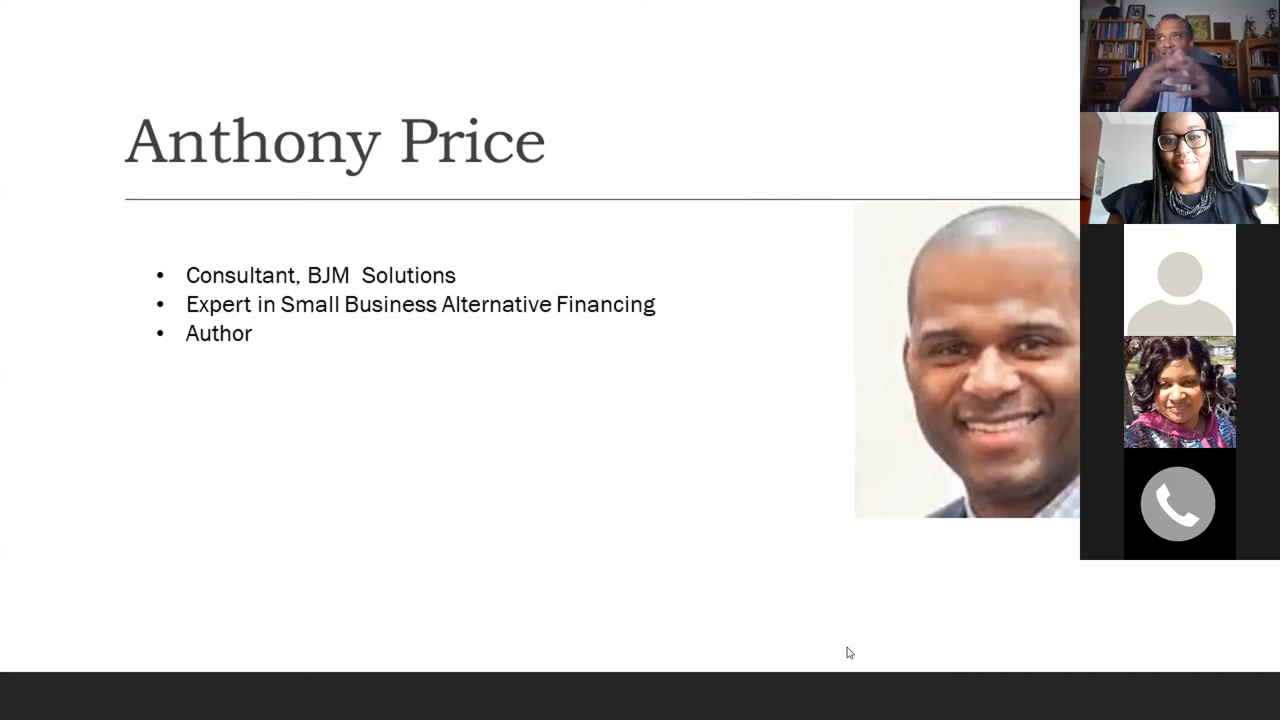 Anthony Price
• Consultant, BJM  Solutions
• Expert in Small Business Alternative Financing
• Author